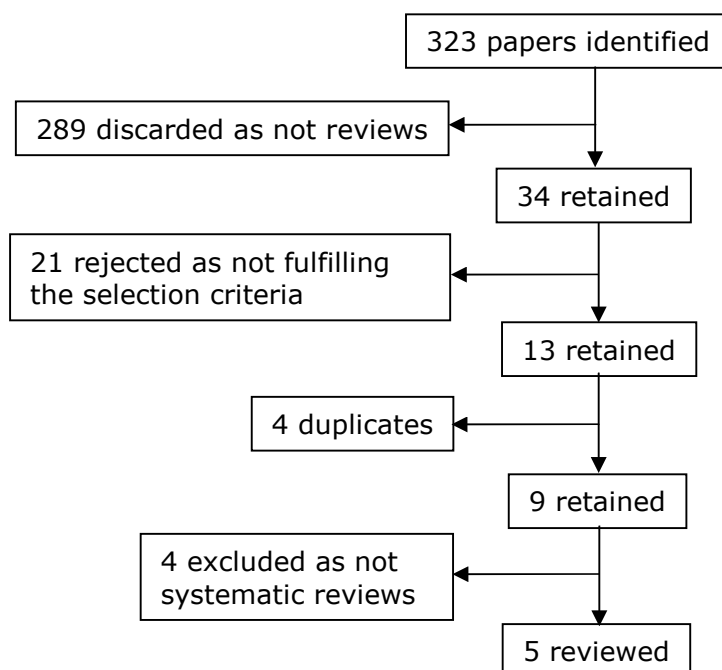 323 papers identified
289 discarded as not reviews
34 retained
21 rejected as not fulfilling
the selection criteria
13 retained
4 duplicates
9 retained
4 excluded as not
systematic reviews
5 reviewed